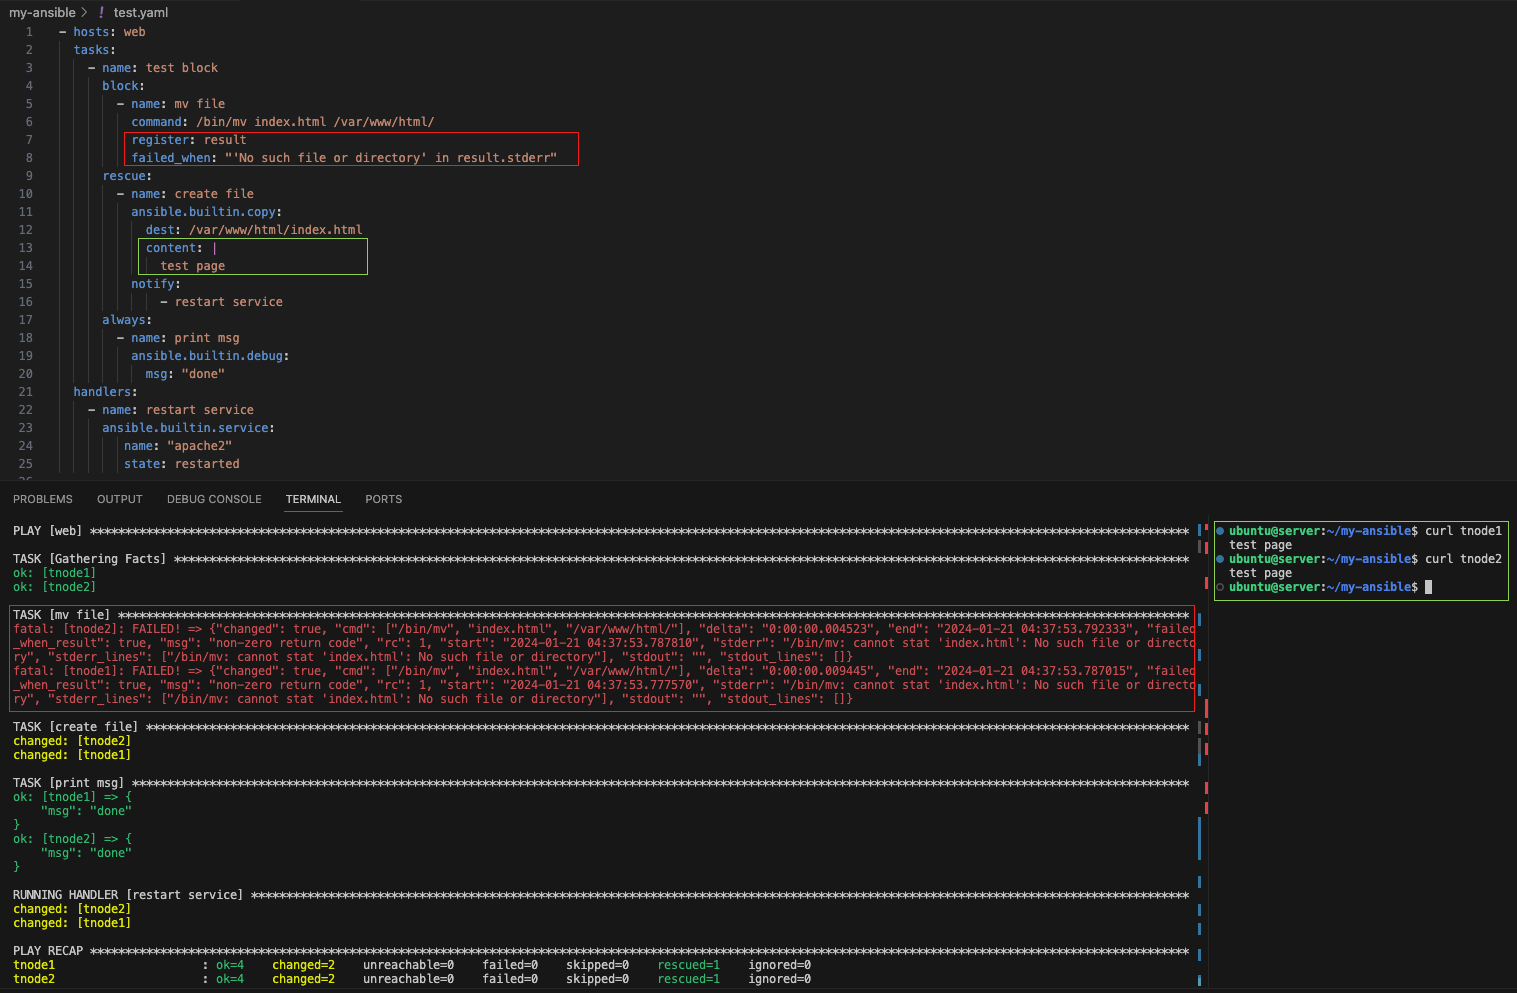 my-ansible > ! test.yaml
1 - hosts: web
2 tasks:
3 - name: test block
4 block:
5 - name: mv file
6 command: /bin/mv index.html /var/www/html/
7 register: result
8 failed_when: "'No such file or directory' in result.stderr"
9 rescue:
10 - name: create file
11 ansible.builtin.copy:
12 dest: /var/www/html/index.html
13 content: |
14 test page
15 notify:
16 - restart service
17 always:
18 - name: print msg
19 ansible.builtin.debug:
20 msg: "done"
21 handlers:
22 - name: restart service
23 ansible.builtin.service:
24 name: "apache2"
25 state: restarted
PROBLEMS OUTPUT DEBUG CONSOLE TERMINAL PORTS
PLAY [web] ****************************************************************
TASK [Gathering Facts] ****************************************************************
ok: [tnode1]
ok: [tnode2]
TASK [mv file] ****************************************************************
fatal: [tnode2]: FAILED! => {"changed": true, "cmd": ["/bin/mv", "index.html", "/var/www/html/"], "delta": "0:00:00.004523", "end": "2024-01-21 04:37:53.792333", "failed
_when_result": true, "msg": "non-zero return code", "rc": 1, "start": "2024-01-21 04:37:53.787810", "stderr": "/bin/mv: cannot stat 'index.html': No such file or directo
ry", "stderr_lines": ["/bin/mv: cannot stat 'index.html': No such file or directory"], "stdout": "", "stdout_lines": []}
fatal: [tnode1]: FAILED! => {"changed": true, "cmd": ["/bin/mv", "index.html", "/var/www/html/"], "delta": "0:00:00.009445", "end": "2024-01-21 04:37:53.787015", "failed
_when_result": true, "msg": "non-zero return code", "rc": 1, "start": "2024-01-21 04:37:53.777570", "stderr": "/bin/mv: cannot stat 'index.html': No such file or directo
ry", "stderr_lines": ["/bin/mv: cannot stat 'index.html': No such file or directory"], "stdout": "", "stdout_lines": []}
TASK [create file] ****************************************************************
changed: [tnode2]
changed: [tnode1]
TASK [print msg] ****************************************************************
ok: [tnode1] => {
"msg": "done"
}
ok: [tnode2] => {
"msg": "done"
}
RUNNING HANDLER [restart service] ****************************************************************
changed: [tnode2]
changed: [tnode1]
PLAY RECAP ****************************************************************
tnode1 : ok=4 changed=2 unreachable=0 failed=0 skipped=0 rescued=1 ignored=0
tnode2 : ok=4 changed=2 unreachable=0 failed=0 skipped=0 rescued=1 ignored=0
ubuntu@server:~/my-ansible$ curl tnode1
test page
ubuntu@server:~/my-ansible$ curl tnode2
test page
ubuntu@server:~/my-ansible$